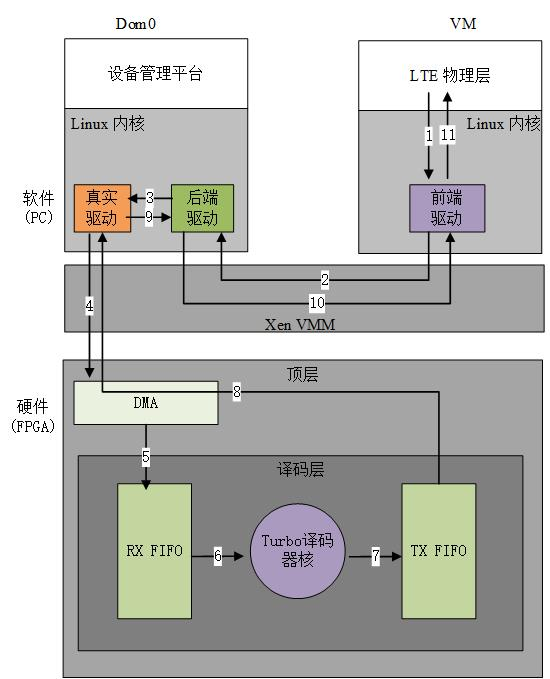 Dom0
VM
设备管理平台
LTE 物理层
Linux 内核
1
11
Linux 内核
软件
(PC)
真实
驱动
3
9
后端
驱动
前端
驱动
2
4
10
Xen VMM
顶层
硬件
(FPGA)
DMA
8
5
译码层
RX FIFO
6
Turbo译码
器核
7
TX FIFO